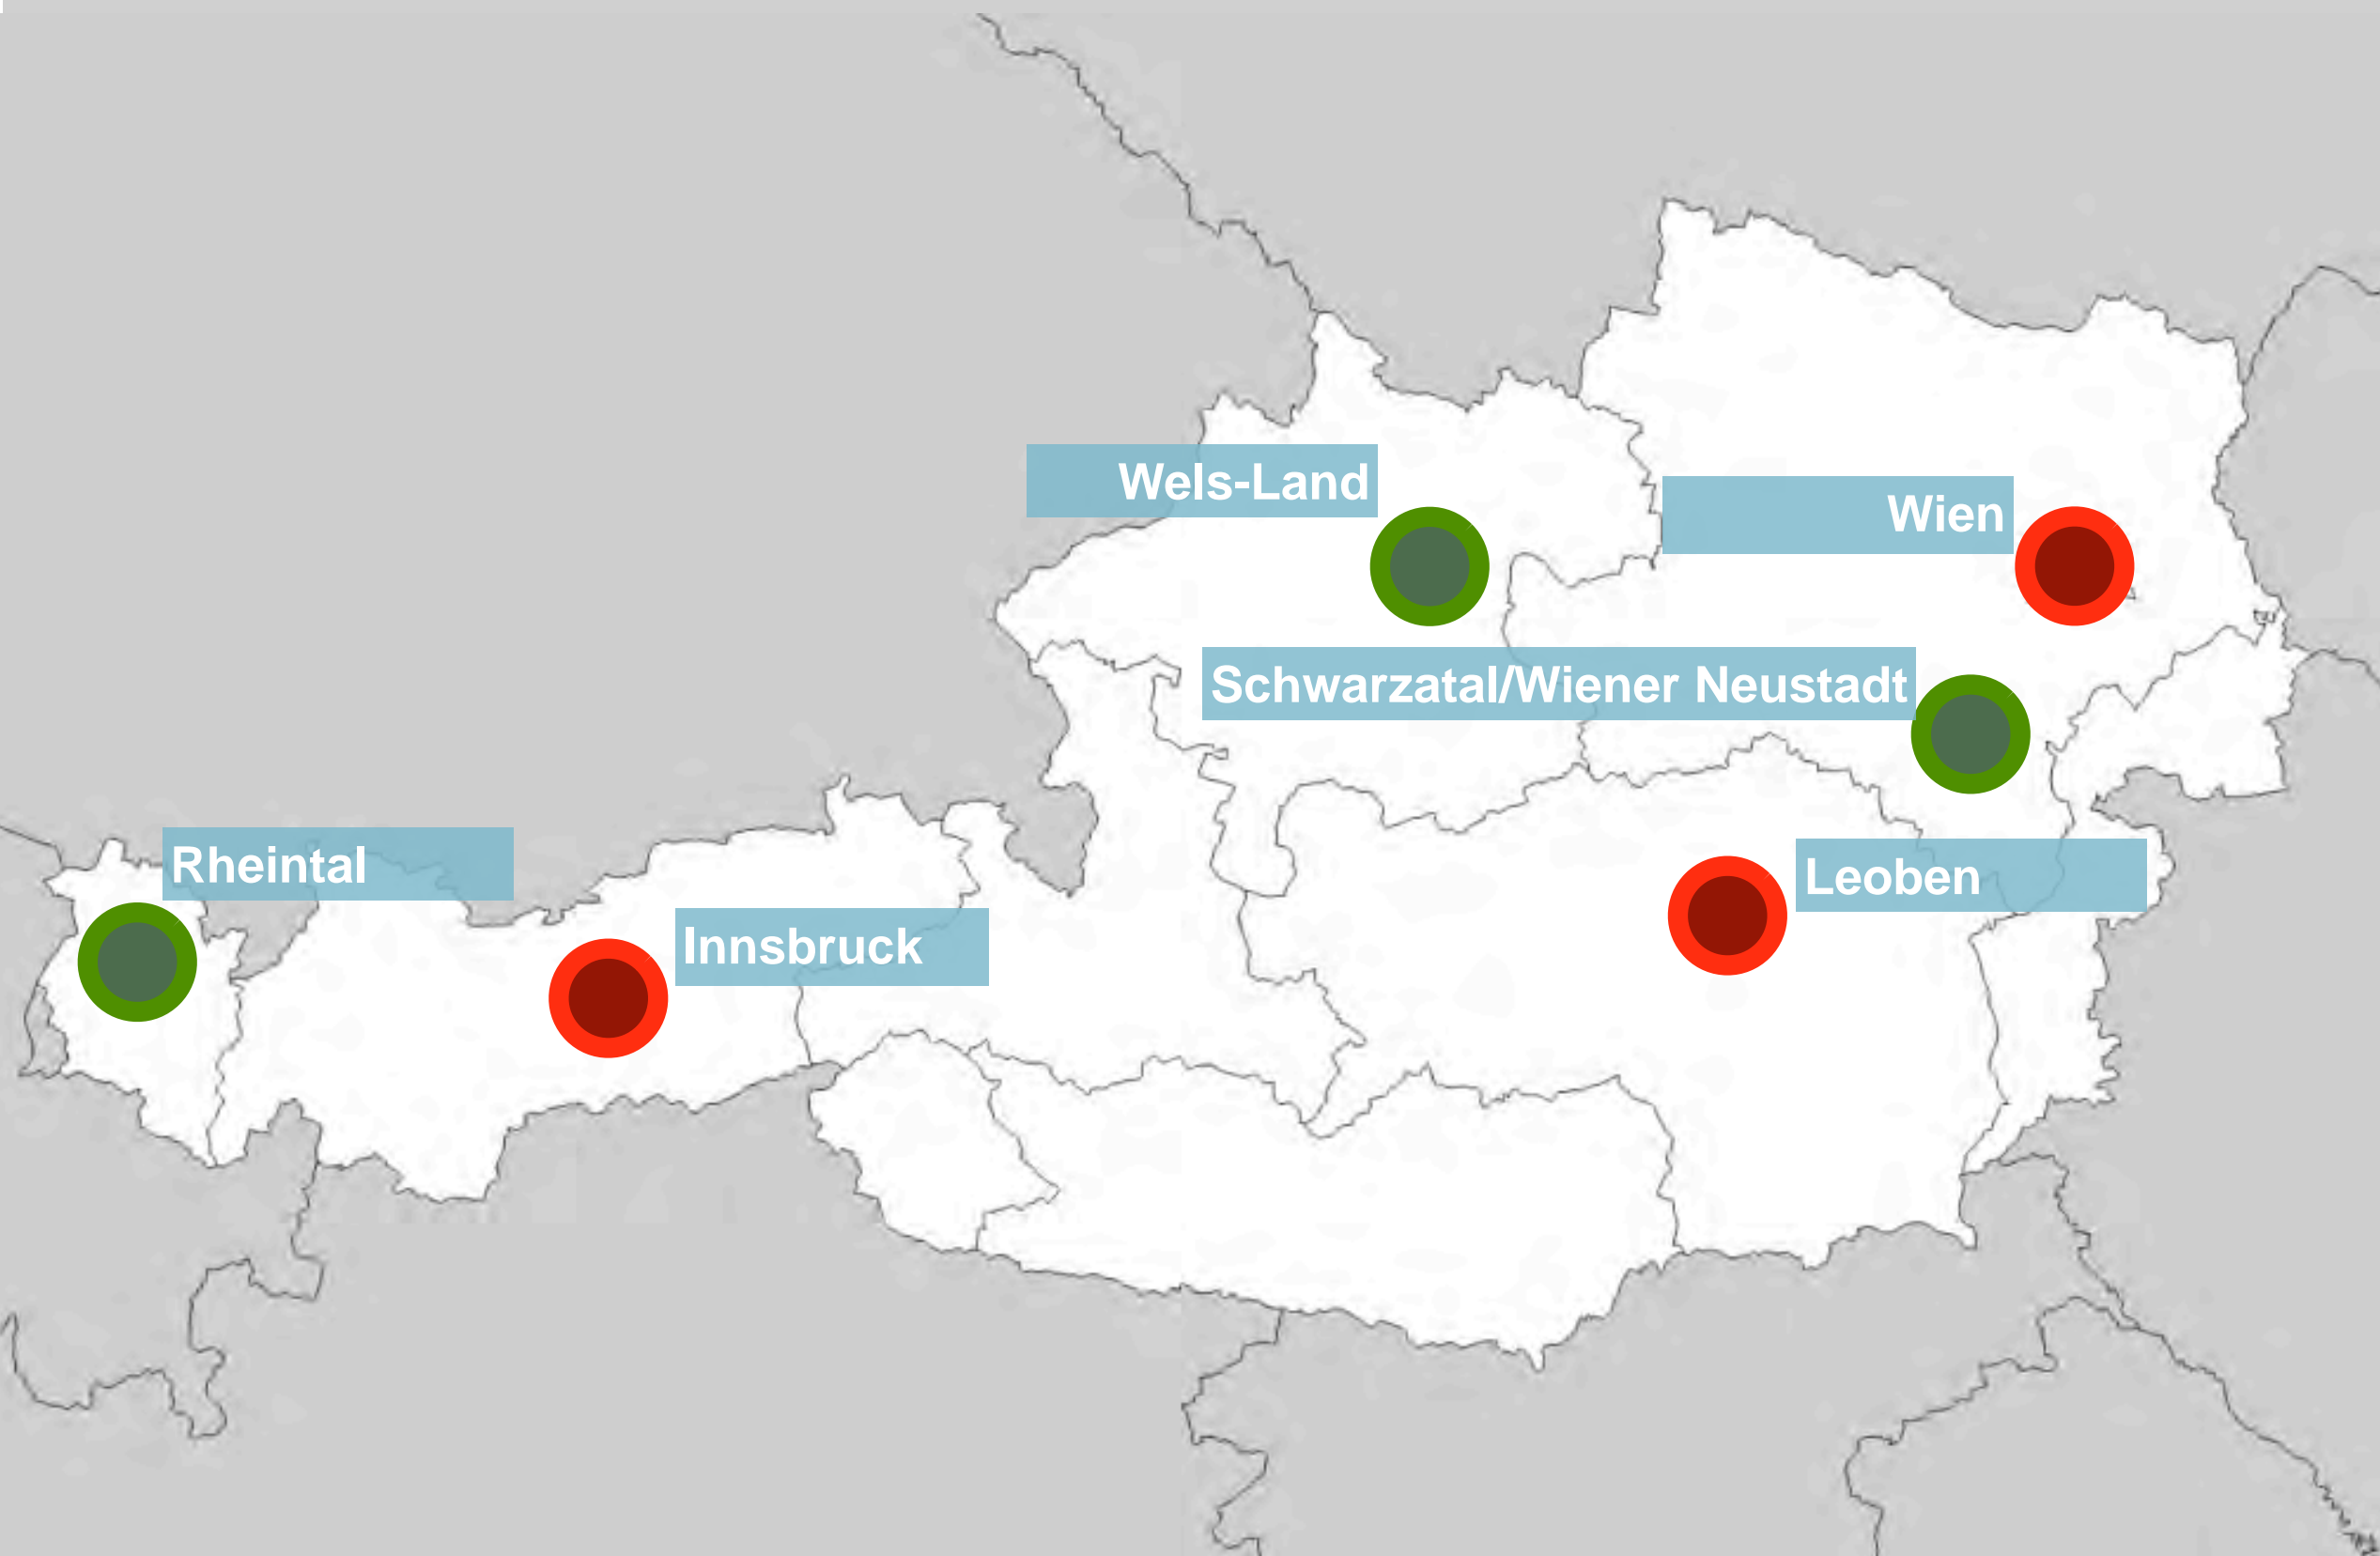 Wels-Land
Wien
Schwarzatal/Wiener Neustadt
Rheintal
Leoben
Innsbruck